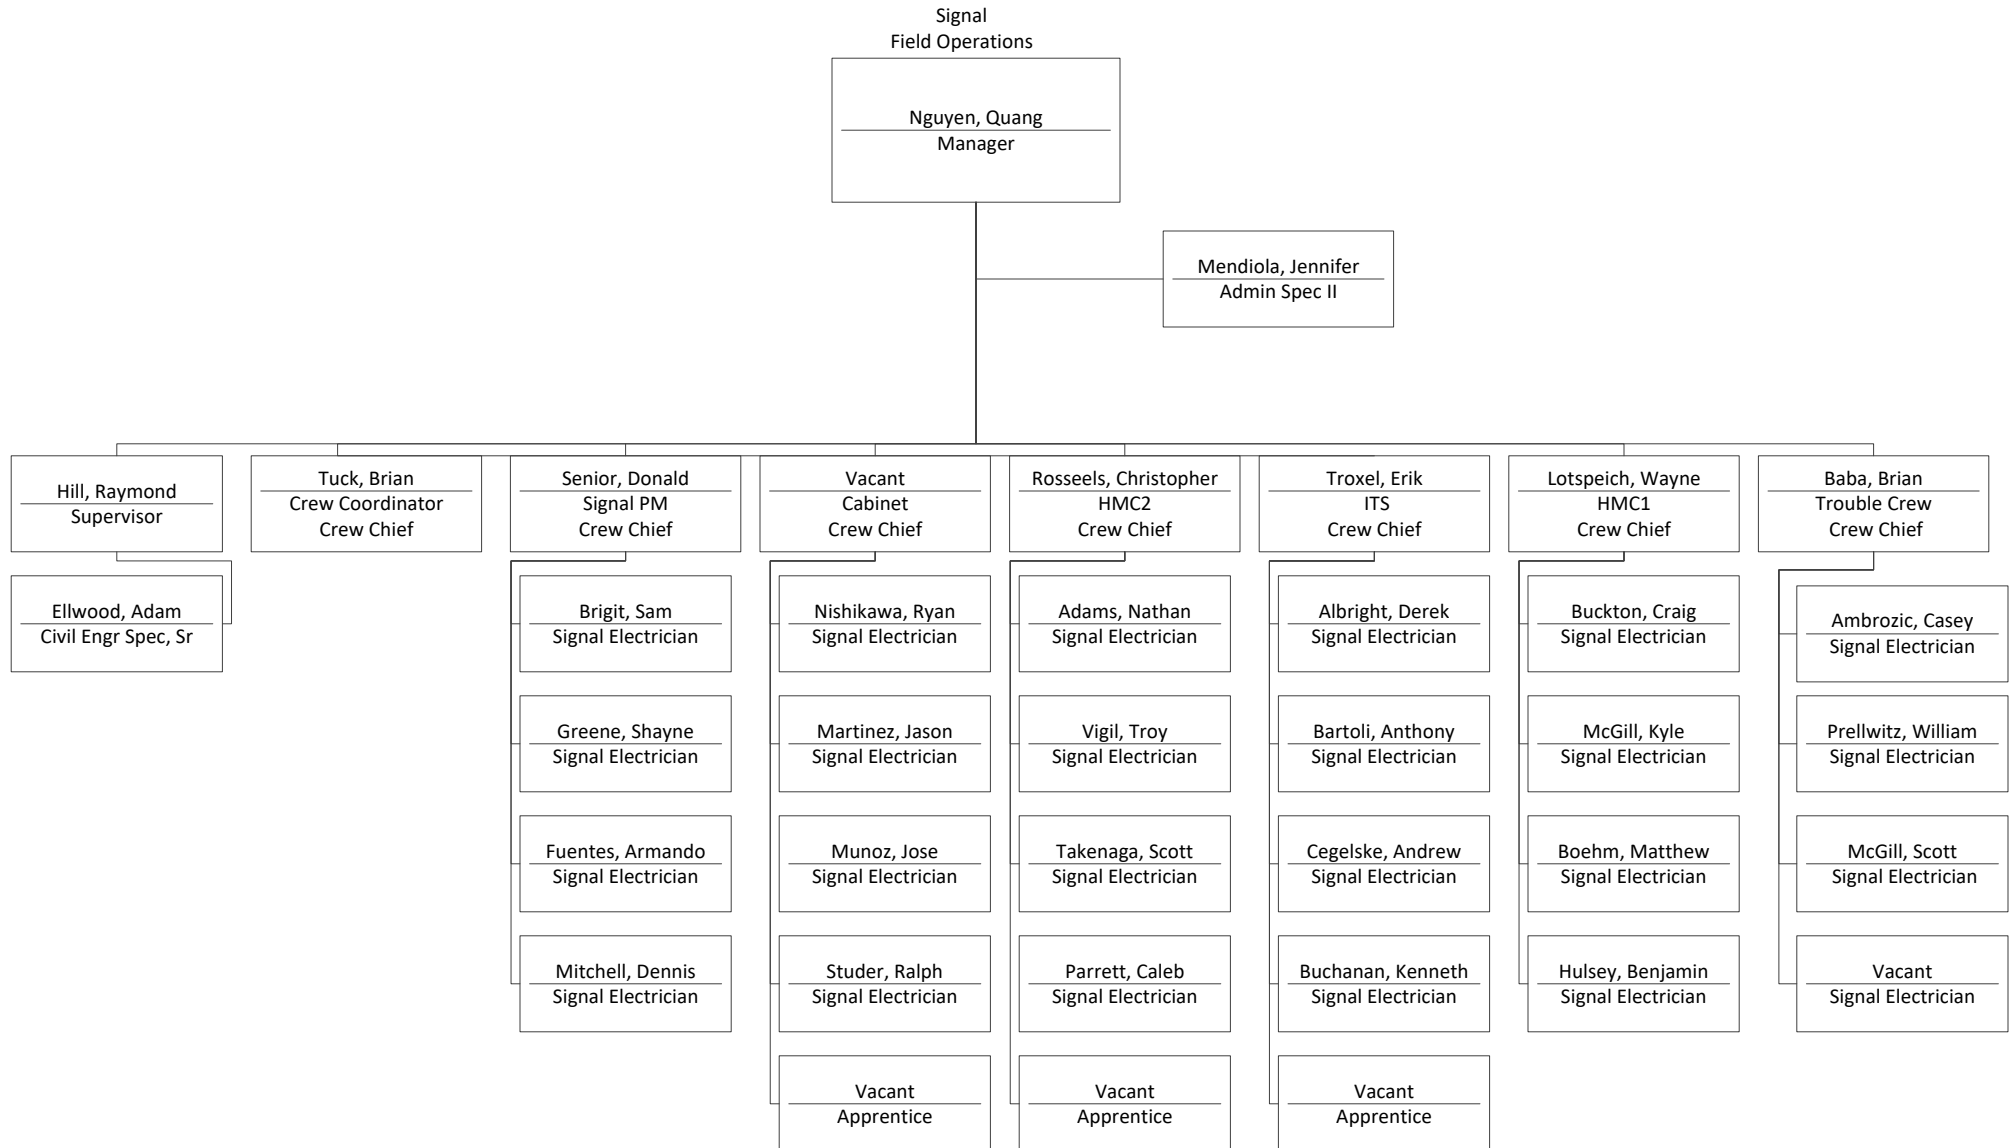 Signal
Field Operations
Nguyen, Quang
Manager
Mendiola, Jennifer
Admin Spec II
Hill, Raymond
Supervisor
Tuck, Brian
Crew Coordinator
Crew Chief
Senior, Donald
Signal PM
Crew Chief
Vacant
Cabinet
Crew Chief
Rosseels, Christopher
HMC2
Crew Chief
Troxel, Erik
ITS
Crew Chief
Lotspeich, Wayne
HMC1
Crew Chief
Baba, Brian
Trouble Crew
Crew Chief
Ellwood, Adam
Civil Engr Spec, Sr
Brigit, Sam
Signal Electrician
Nishikawa, Ryan
Signal Electrician
Adams, Nathan
Signal Electrician
Albright, Derek
Signal Electrician
Buckton, Craig
Signal Electrician
Ambrozic, Casey
Signal Electrician
Greene, Shayne
Signal Electrician
Martinez, Jason
Signal Electrician
Vigil, Troy
Signal Electrician
Bartoli, Anthony
Signal Electrician
McGill, Kyle
Signal Electrician
Prellwitz, William
Signal Electrician
Fuentes, Armando
Signal Electrician
Munoz, Jose
Signal Electrician
Takenaga, Scott
Signal Electrician
Cegelske, Andrew
Signal Electrician
Boehm, Matthew
Signal Electrician
McGill, Scott
Signal Electrician
Mitchell, Dennis
Signal Electrician
Studer, Ralph
Signal Electrician
Parrett, Caleb
Signal Electrician
Buchanan, Kenneth
Signal Electrician
Hulsey, Benjamin
Signal Electrician
Vacant
Signal Electrician
Vacant
Apprentice
Vacant
Apprentice
Vacant
Apprentice